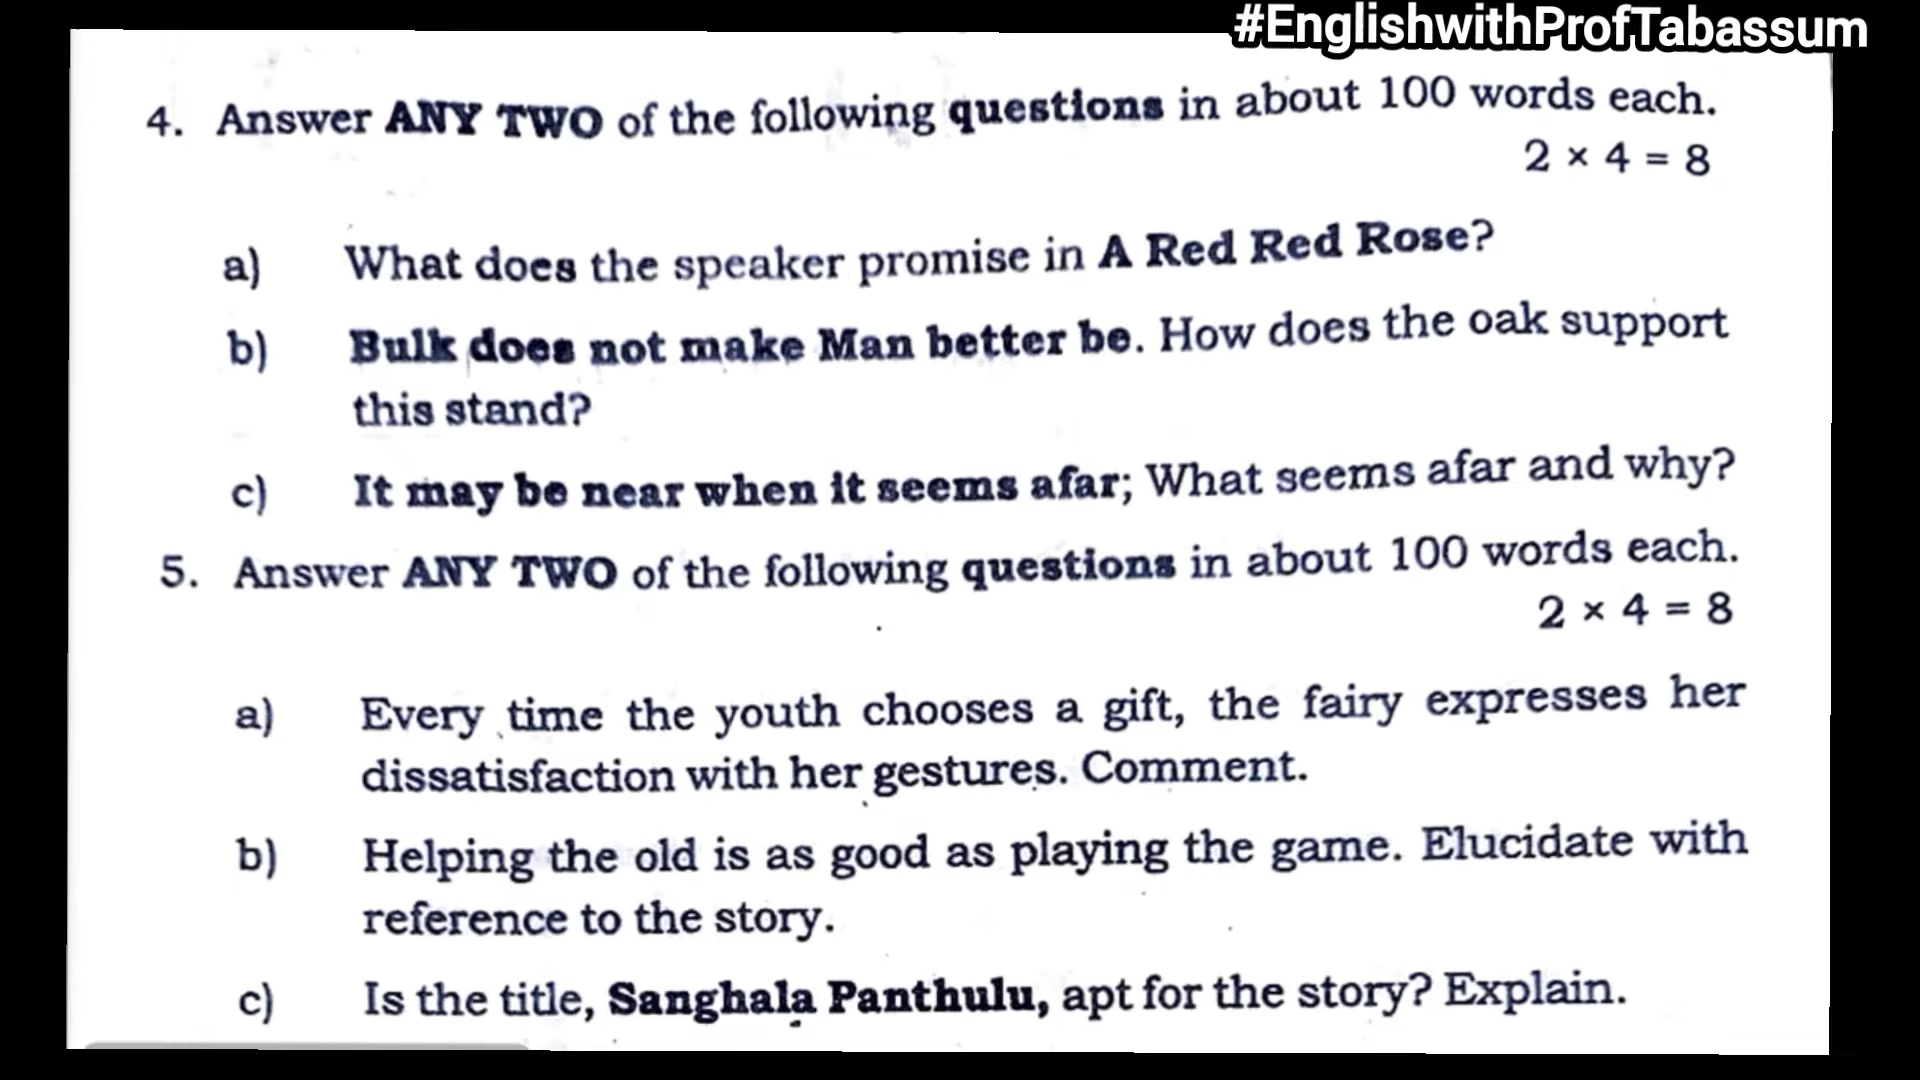 #EnglishwithProfTabassum
4. Answer ANY TWO of the following questions in about 100 words each.
2 × 4 = 8
a) What does the speaker promise in A Red Red Rose?
b) Bulk does not make Man better be. How does the oak support
this stand?
c) It may be near when it seems afar; What seems afar and why?
5. Answer ANY TWO of the following questions in about 100 words each.
2 × 4 = 8
a) Every time the youth chooses a gift, the fairy expresses her
dissatisfaction with her gestures. Comment.
b) Helping the old is as good as playing the game. Elucidate with
reference to the story.
c) Is the title, Sanghala Panthulu, apt for the story? Explain.